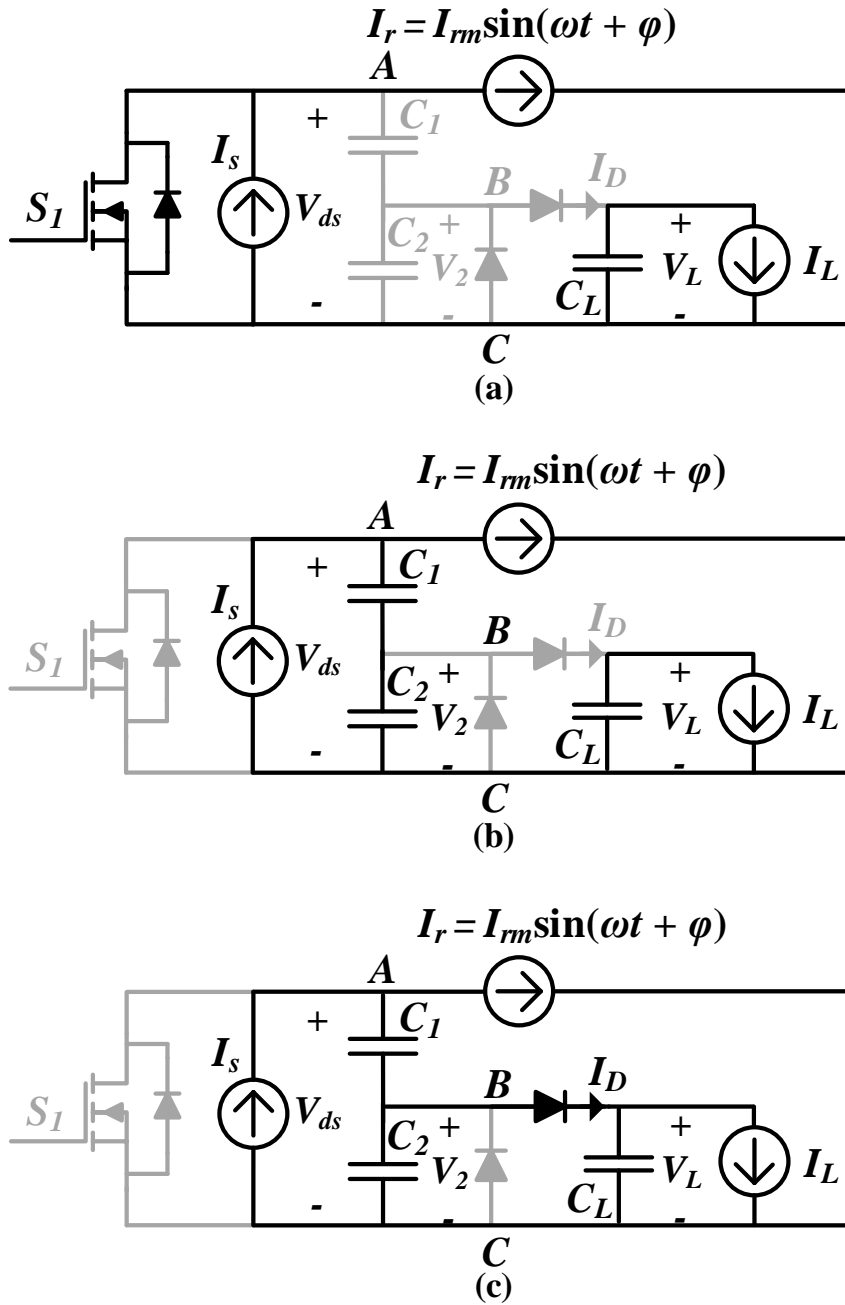 I_r = I_rm sin(ωt + φ)
A
+ C_1
I_s B I_D
S_1 V_ds C_2 + +
V_2 V_L I_L
C_L
- - -
C
(a)
I_r = I_rm sin(ωt + φ)
A
+ C_1
I_s B I_D
S_1 V_ds C_2 + +
V_2 V_L I_L
C_L
- - -
C
(b)
I_r = I_rm sin(ωt + φ)
A
+ C_1
I_s B I_D
S_1 V_ds C_2 + +
V_2 V_L I_L
C_L
- - -
C
(c)